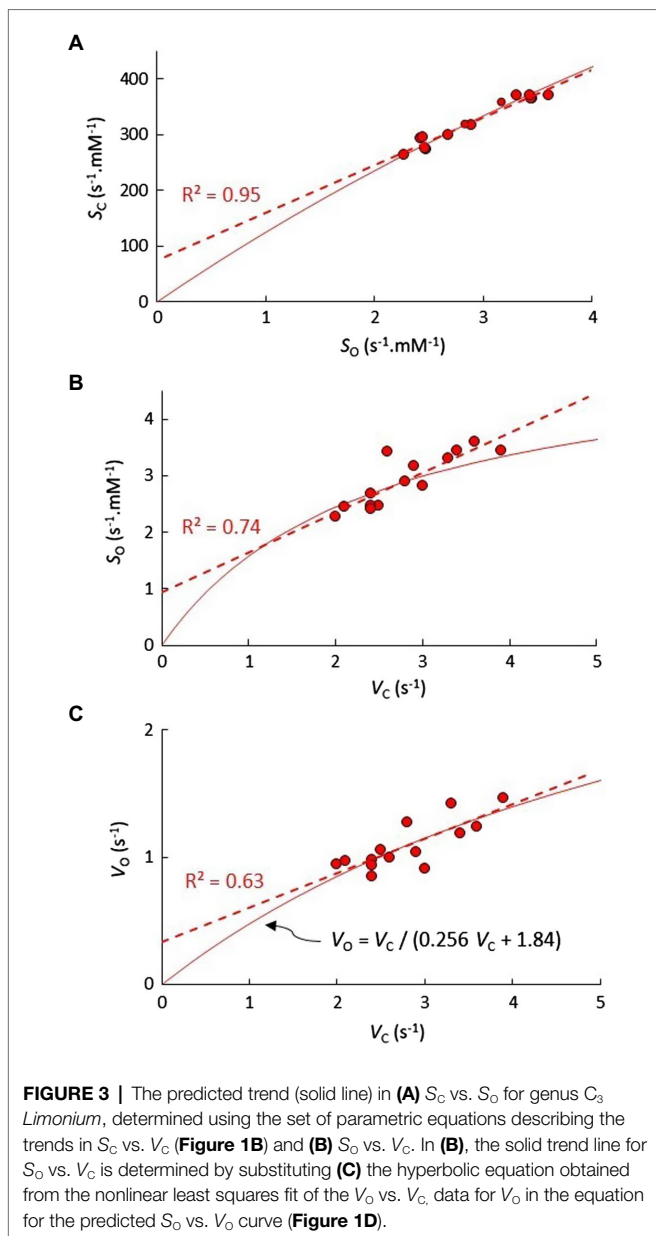 A
400
300
200
100
0
S_C (s⁻¹.mM⁻¹)
R² = 0.95
0 1 2 3 4
S_O (s⁻¹.mM⁻¹)
B
4
3
2
1
0
S_O (s⁻¹.mM⁻¹)
R² = 0.74
0 1 2 3 4 5
V_C (s⁻¹)
C
2
1
0
V_O (s⁻¹)
R² = 0.63
V_O = V_C / (0.256 V_C + 1.84)
0 1 2 3 4 5
V_C (s⁻¹)
FIGURE 3 | The predicted trend (solid line) in (A) S_C vs. S_O for genus C₃
Limonium, determined using the set of parametric equations describing the
trends in S_C vs. V_C (Figure 1B) and (B) S_O vs. V_C. In (B), the solid trend line for
S_O vs. V_C is determined by substituting (C) the hyperbolic equation obtained
from the nonlinear least squares fit of the V_O vs. V_C, data for V_O in the equation
for the predicted S_O vs. V_O curve (Figure 1D).